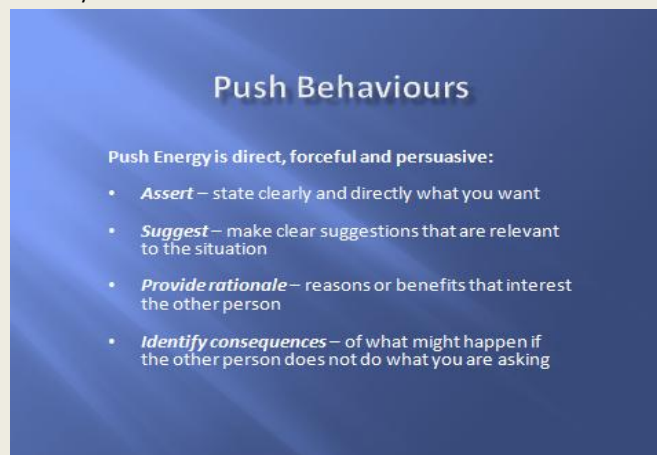 Push Behaviours
Push Energy is direct, forceful and persuasive:
• Assert – state clearly and directly what you want
• Suggest – make clear suggestions that are relevant
to the situation
• Provide rationale – reasons or benefits that interest
the other person
• Identify consequences – of what might happen if
the other person does not do what you are asking